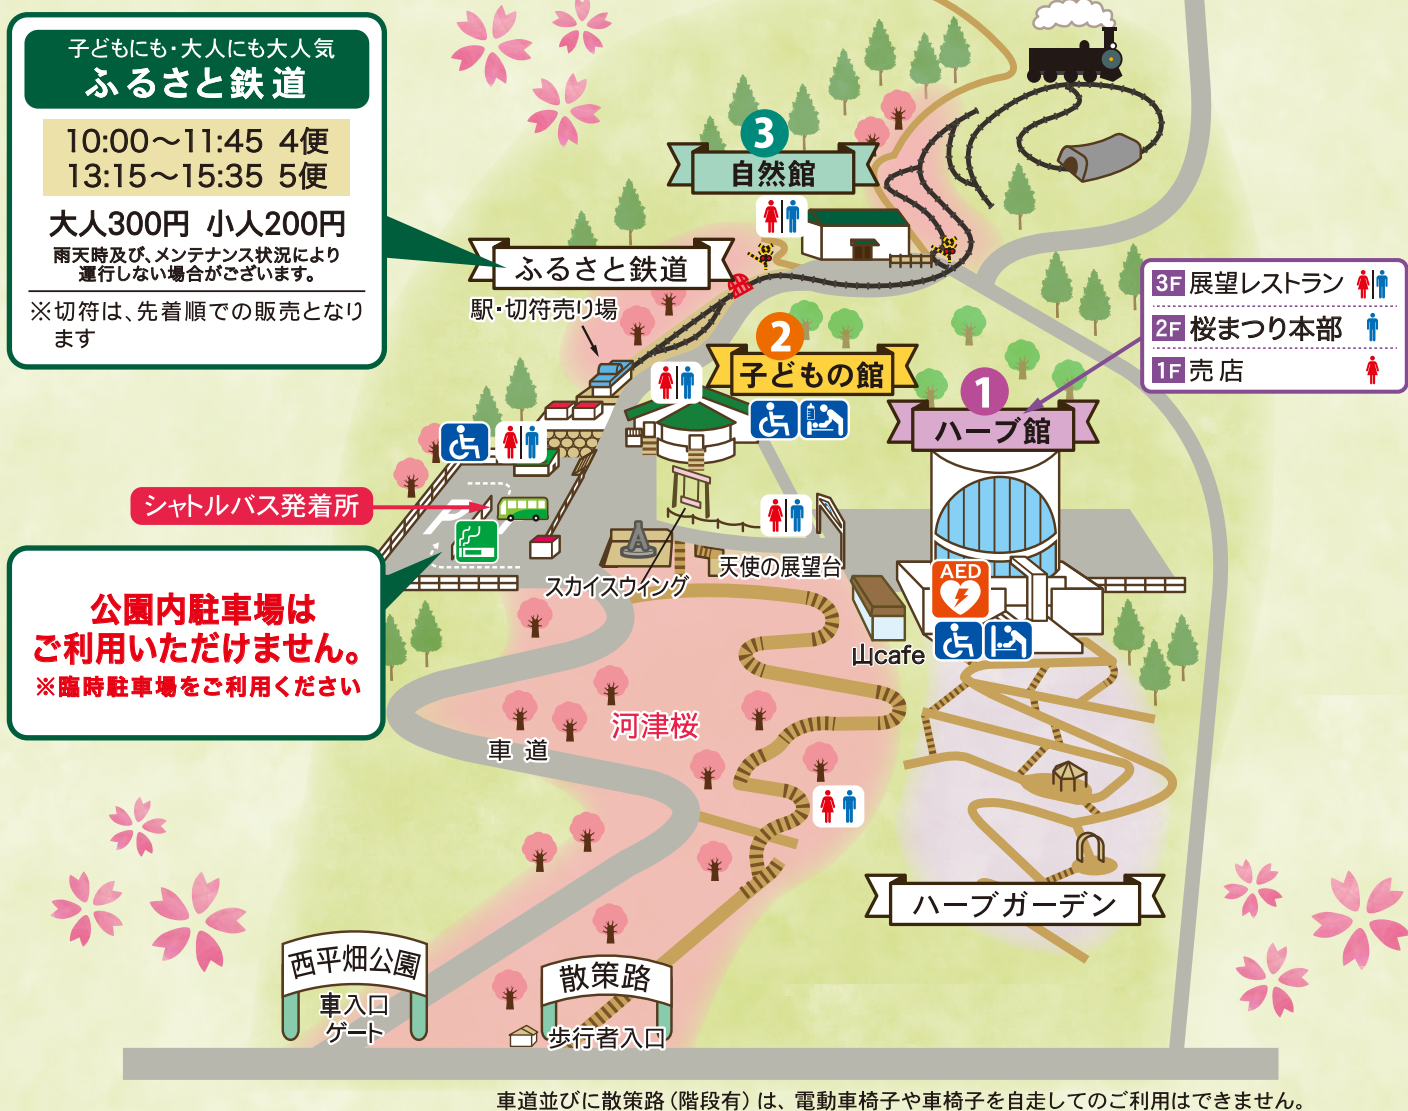 子どもにも・大人にも大人気
ふるさと鉄道
10:00〜11:45 4便
13:15〜15:35 5便
大人300円 小人200円
雨天時及び、メンテナンス状況により
運行しない場合がございます。
※切符は、先着順での販売となり
ます
3
自然館
ふるさと鉄道
駅・切符売り場
2
子どもの館
3F 展望レストラン
2F 桜まつり本部
1F 売店
1
ハーブ館
シャトルバス発着所
P
公園内駐車場は
ご利用いただけません。
※臨時駐車場をご利用ください
スカイスウイング
天使の展望台
AED
山cafe
河津桜
車道
ハーブガーデン
西平畑公園
車入口
ゲート
散策路
歩行者入口
車道並びに散策路(階段有)は、電動車椅子や車椅子を自走してのご利用はできません。